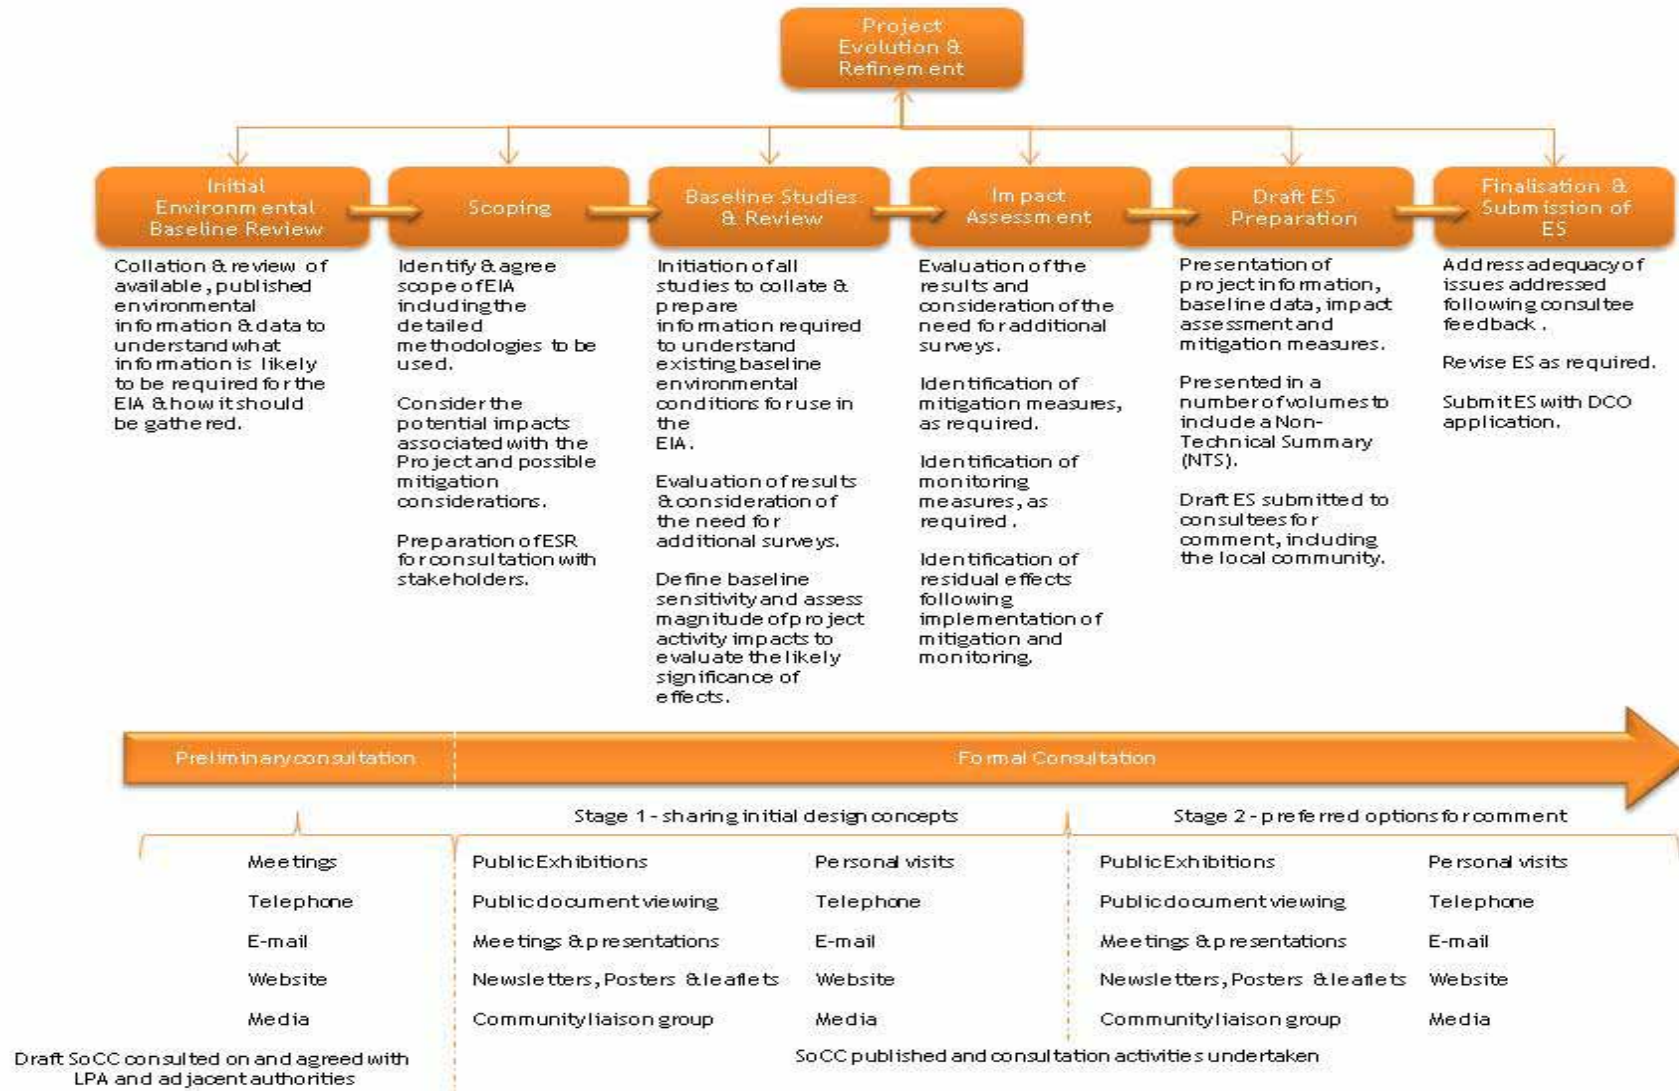 Project
Evolution &
Refinement
Initial
Environmental
Baseline Review
Scoping
Baseline Studies
& Review
Impact
Assessment
Draft ES
Preparation
Finalisation &
Submission of
ES
Collation & review of
available, published
environmental
information & data to
understand what
information is likely
to be required for the
EIA & how it should
be gathered.
Identify & agree
scope of EIA
including the
detailed
methodologies to be
used.
Consider the
potential impacts
associated with the
Project and possible
mitigation
considerations.
Preparation of ESR
for consultation with
stakeholders.
Initiation of all
studies to collate &
prepare
information required
to understand
existing baseline
environmental
conditions for use in
the
EIA.
Evaluation of results
& consideration of
the need for
additional surveys.
Define baseline
sensitivity and assess
magnitude of project
activity impacts to
evaluate the likely
significance of
effects.
Evaluation of the
results and
consideration of the
need for additional
surveys.
Identification of
mitigation measures,
as required.
Identification of
monitoring
measures, as
required.
Identification of
residual effects
following
implementation of
mitigation and
monitoring.
Presentation of
project information,
baseline data, impact
assessment and
mitigation measures.
Presented in a
number of volumes to
include a Non-
Technical Summary
(NTS).
Draft ES submitted to
consultees for
comment, including
the local community.
Address adequacy of
issues addressed
following consultee
feedback.
Revise ES as required.
Submit ES with DCO
application.
Preliminary consultation
Formal Consultation
Stage 1 - sharing initial design concepts
Stage 2 - preferred options for comment
Meetings
Telephone
E-mail
Website
Media
Public Exhibitions
Public document viewing
Meetings & presentations
Newsletters, Posters & leaflets
Community liaison group
Personal visits
Telephone
E-mail
Website
Media
Public Exhibitions
Public document viewing
Meetings & presentations
Newsletters, Posters & leaflets
Community liaison group
Personal visits
Telephone
E-mail
Website
Media
Draft SoCC consulted on and agreed with
LPA and adjacent authorities
SoCC published and consultation activities undertaken